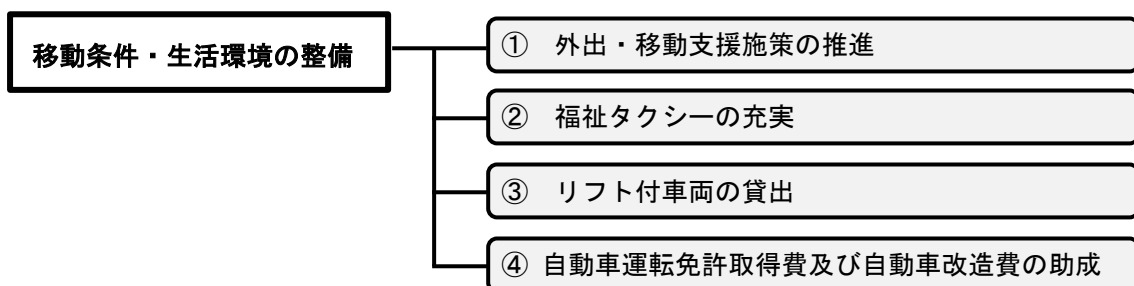 移動条件・生活環境の整備
① 外出・移動支援施策の推進
② 福祉タクシーの充実
③ リフト付車両の貸出
④ 自動車運転免許取得費及び自動車改造費の助成